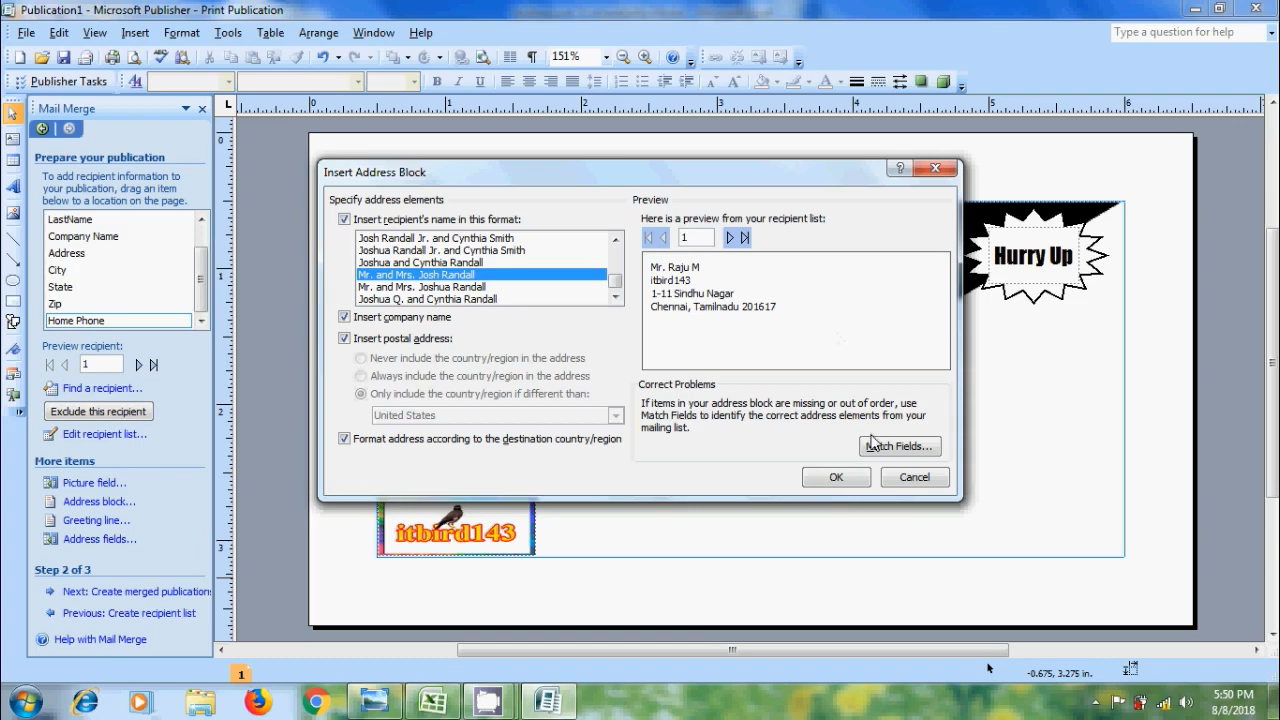 Publication1 - Microsoft Publisher - Print Publication
File Edit View Insert Format Tools Table Arrange Window Help
Type a question for help
151%
Publisher Tasks
Mail Merge
Prepare your publication
To add recipient information to
your publication, drag an item
below to a location on the page.
LastName
Company Name
Address
City
State
Zip
Home Phone
Preview recipient:
1
Find a recipient...
Exclude this recipient
Edit recipient list...
More items
Picture field...
Address block...
Greeting line...
Address fields...
Step 2 of 3
Next: Create merged publication
Previous: Create recipient list
Help with Mail Merge
L
0 1 2 3 4 5 6
0
1
2
3
Insert Address Block
Specify address elements
Insert recipient's name in this format:
Josh Randall Jr. and Cynthia Smith
Joshua Randall Jr. and Cynthia Smith
Joshua and Cynthia Randall
Mr. and Mrs. Josh Randall
Mr. and Mrs. Joshua Randall
Joshua Q. and Cynthia Randall
Insert company name
Insert postal address:
Never include the country/region in the address
Always include the country/region in the address
Only include the country/region if different than:
United States
Format address according to the destination country/region
Preview
Here is a preview from your recipient list:
1
Mr. Raju M
itbird143
1-11 Sindhu Nagar
Chennai, Tamilnadu 201617
Correct Problems
If items in your address block are missing or out of order, use
Match Fields to identify the correct address elements from your
mailing list.
Match Fields...
OK Cancel
Hurry Up
itbird143
1
-0.675, 3.275 in.
5:50 PM
8/8/2018